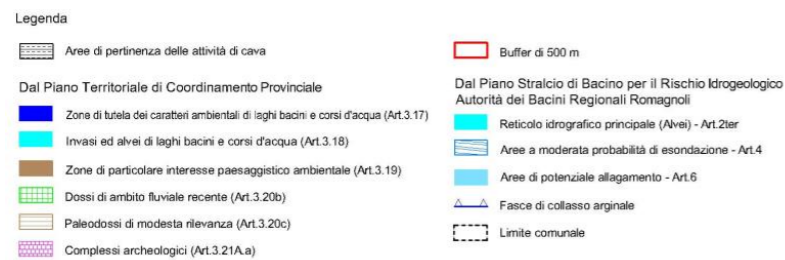 Legenda
Aree di pertinenza delle attività di cava
Dal Piano Territoriale di Coordinamento Provinciale
Zone di tutela dei caratteri ambientali di laghi bacini e corsi d'acqua (Art.3.17)
Invasi ed alvei di laghi bacini e corsi d'acqua (Art.3.18)
Zone di particolare interesse paesaggistico ambientale (Art.3.19)
Dossi di ambito fluviale recente (Art.3.20b)
Paleodossi di modesta rilevanza (Art.3.20c)
Complessi archeologici (Art.3.21A.a)
Buffer di 500 m
Dal Piano Stralcio di Bacino per il Rischio Idrogeologico
Autorità dei Bacini Regionali Romagnoli
Reticolo idrografico principale (Alvei) - Art.2ter
Aree a moderata probabilità di esondazione - Art.4
Aree di potenziale allagamento - Art.6
Fasce di collasso arginale
Limite comunale